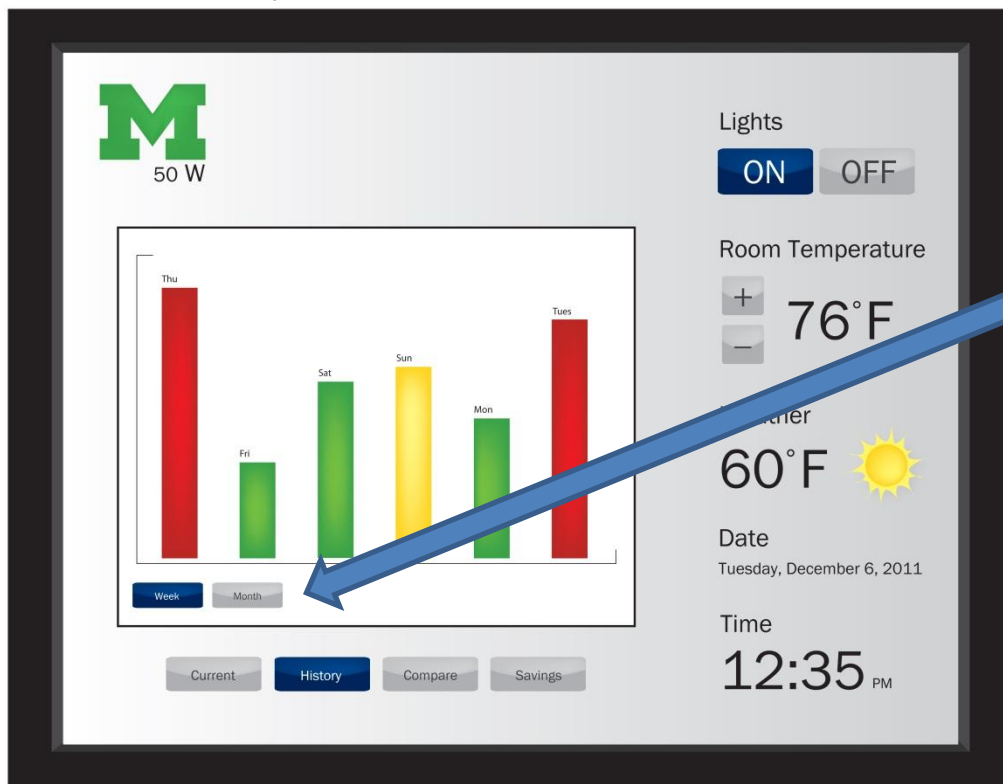 M
50 W
Lights
ON OFF
Room Temperature
+
76°F
−
60°F
Date
Tuesday, December 6, 2011
Time
12:35 PM
Thu
Fri
Sat
Sun
Mon
Tues
Week Month
Current History Compare Savings